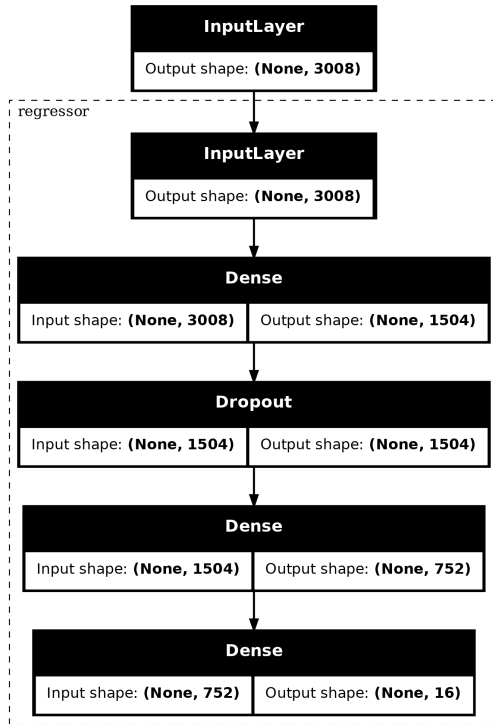 InputLayer
Output shape: (None, 3008)
regressor
InputLayer
Output shape: (None, 3008)
Dense
Input shape: (None, 3008) Output shape: (None, 1504)
Dropout
Input shape: (None, 1504) Output shape: (None, 1504)
Dense
Input shape: (None, 1504) Output shape: (None, 752)
Dense
Input shape: (None, 752) Output shape: (None, 16)